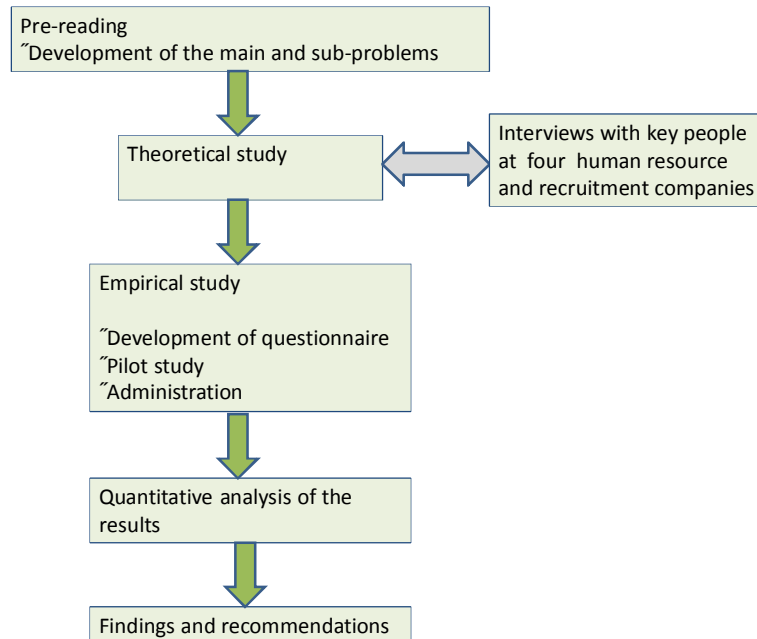 Pre-reading
˝Development of the main and sub-problems
Theoretical study
Interviews with key people
at four human resource
and recruitment companies
Empirical study
˝Development of questionnaire
˝Pilot study
˝Administration
Quantitative analysis of the
results
Findings and recommendations